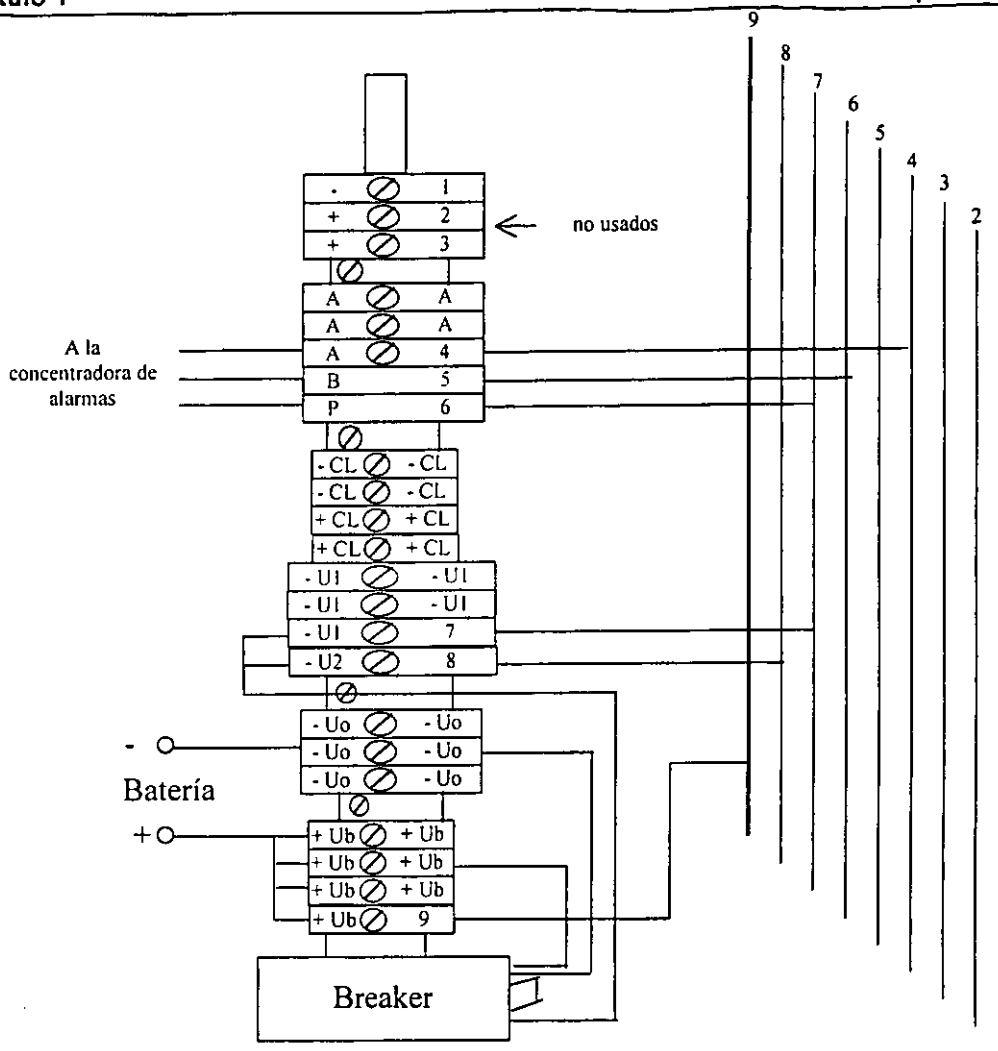 9
8
7
6
5
4
3
2
- 1
+ 2
+ 3
no usados
A A
A A
A 4
B 5
P 6
A la
concentradora de
alarmas
- CL - CL
- CL - CL
+ CL + CL
+ CL + CL
- U1 - U1
- U1 - U1
- U1 7
- U2 8
- Uo - Uo
- Uo - Uo
- Uo - Uo
-
Batería
+
+ Ub + Ub
+ Ub + Ub
+ Ub + Ub
+ Ub 9
Breaker